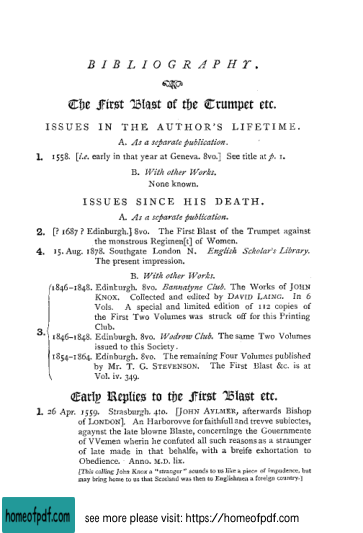 BIBLIOGRAPHY.
The First Blast of the Trumpet etc.
ISSUES IN THE AUTHOR'S LIFETIME.
A. As a separate publication.
1. 1558. [i.e. early in that year at Geneva. 8vo.] See title at p. 1.
B. With other Works.
None known.
ISSUES SINCE HIS DEATH.
A. As a separate publication.
2. [? 1687 ? Edinburgh.] 8vo. The First Blast of the Trumpet against
the monstrous Regimen[t] of Women.
4. 15. Aug. 1878. Southgate London N. English Scholar's Library.
The present impression.
B. With other Works.
1846-1848. Edinburgh. 8vo. Bannatyne Club. The Works of JOHN
KNOX. Collected and edited by DAVID LAING. In 6
Vols. A special and limited edition of 112 copies of
the First Two Volumes was struck off for this Printing
Club.
3.
1846-1848. Edinburgh. 8vo. Wodrow Club. The same Two Volumes
issued to this Society.
1854-1864. Edinburgh. 8vo. The remaining Four Volumes published
by Mr. T. G. STEVENSON. The First Blast &c. is at
Vol. iv. 349.
Early Replies to the First Blast etc.
1. 26 Apr. 1559. Strasburgh. 4to. [JOHN AYLMER, afterwards Bishop
of LONDON]. An Harborovve for faithfull and trevve subiectes,
agaynst the late blowne Blaste, concerninge the Gouernmente
of VVemen wherin be confuted all such reasons as a straunger
of late made in that behalfe, with a breife exhortation to
Obedience. Anno. M.D. lix.
[This calling John Knox a "stranger" sounds to us like a piece of impudence, but
may bring home to us that Scotland was then to Englishmen a foreign country.]
homeofpdf.com
see more please visit: https://homeofpdf.com